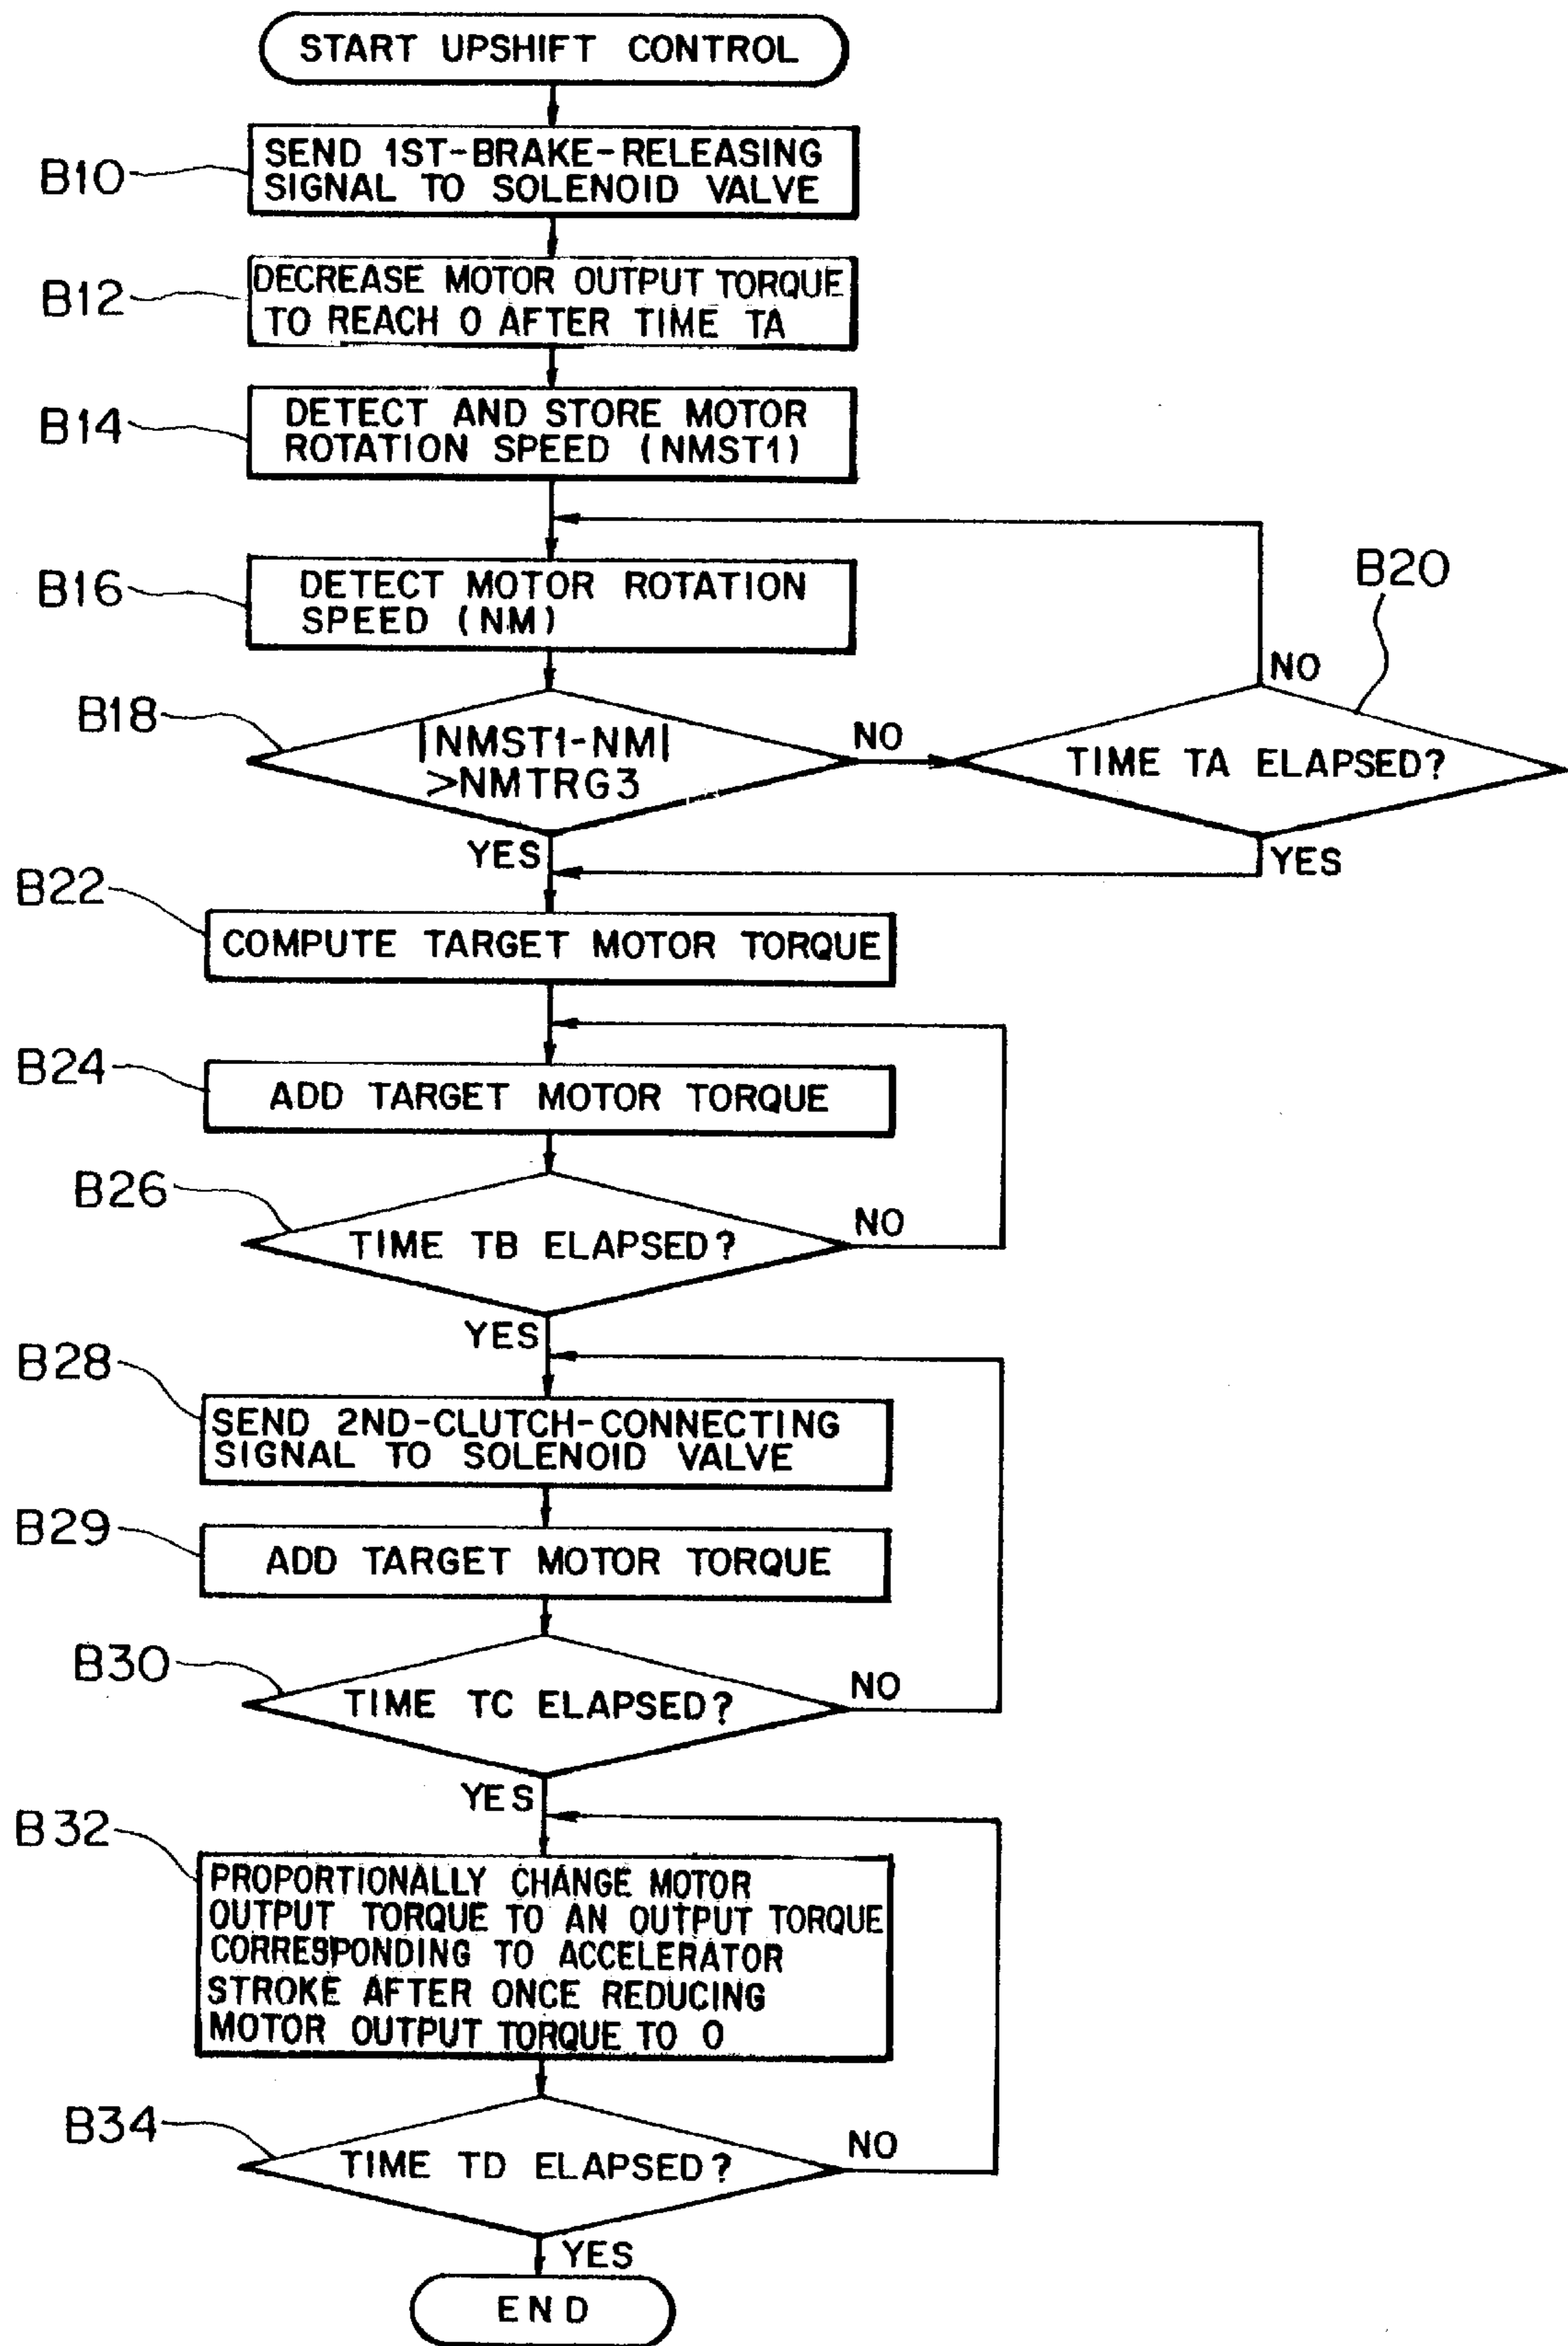 START UPSHIFT CONTROL
B10
SEND 1ST-BRAKE-RELEASING
SIGNAL TO SOLENOID VALVE
B12
DECREASE MOTOR OUTPUT TORQUE
TO REACH 0 AFTER TIME TA
B14
DETECT AND STORE MOTOR
ROTATION SPEED (NMST1)
B16
DETECT MOTOR ROTATION
SPEED (NM)
B20
NO
B18
|NMST1-NM|
>NMTRG3
NO
TIME TA ELAPSED?
YES
YES
B22
COMPUTE TARGET MOTOR TORQUE
B24
ADD TARGET MOTOR TORQUE
B26
TIME TB ELAPSED?
NO
YES
B28
SEND 2ND-CLUTCH-CONNECTING
SIGNAL TO SOLENOID VALVE
B29
ADD TARGET MOTOR TORQUE
B30
TIME TC ELAPSED?
NO
YES
B32
PROPORTIONALLY CHANGE MOTOR
OUTPUT TORQUE TO AN OUTPUT TORQUE
CORRESPONDING TO ACCELERATOR
STROKE AFTER ONCE REDUCING
MOTOR OUTPUT TORQUE TO 0
B34
TIME TD ELAPSED?
NO
YES
END